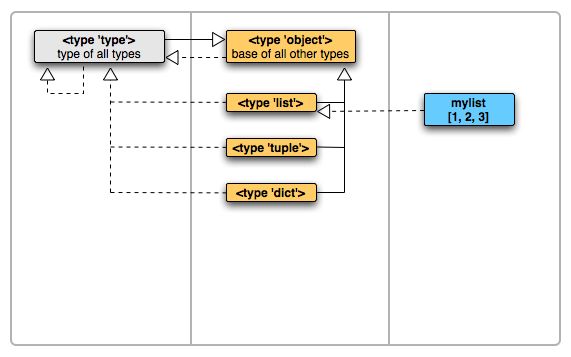 <type 'type'>
type of all types
<type 'object'>
base of all other types
<type 'list'>
mylist
[1, 2, 3]
<type 'tuple'>
<type 'dict'>